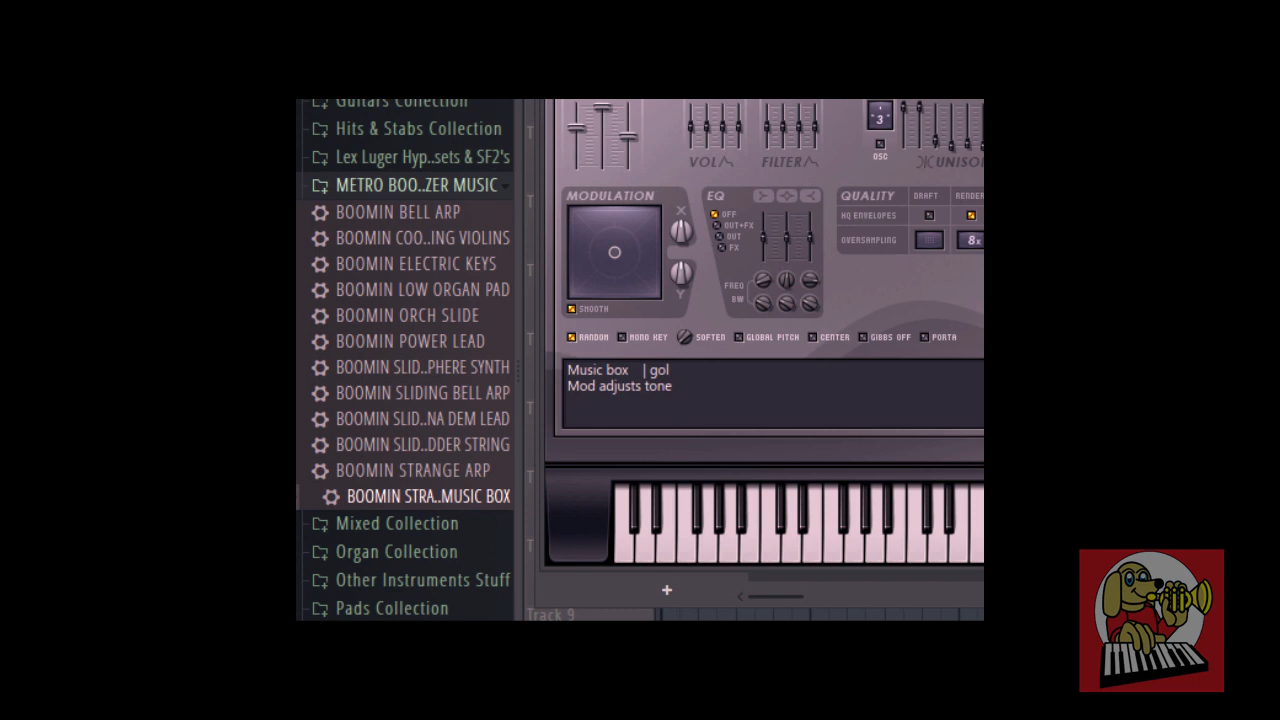 Guitars Collection
Hits & Stabs Collection
Lex Luger Hyp..sets & SF2's
METRO BOO..ZER MUSIC
BOOMIN BELL ARP
BOOMIN COO..ING VIOLINS
BOOMIN ELECTRIC KEYS
BOOMIN LOW ORGAN PAD
BOOMIN ORCH SLIDE
BOOMIN POWER LEAD
BOOMIN SLID..PHERE SYNTH
BOOMIN SLIDING BELL ARP
BOOMIN SLID..NA DEM LEAD
BOOMIN SLID..DDER STRING
BOOMIN STRANGE ARP
BOOMIN STRA..MUSIC BOX
Mixed Collection
Organ Collection
Other Instruments Stuff
Pads Collection
T
T
T
T
T
T
T
3
OSC
VOL
FILTER
UNISO
MODULATION
X
Y
SMOOTH
EQ
OFF
OUT+FX
OUT
FX
FREQ
BW
QUALITY DRAFT RENDER
HQ ENVELOPES
OVERSAMPLING 8x
RANDOM MONO KEY SOFTEN GLOBAL PITCH CENTER GIBBS OFF PORTA
Music box | gol
Mod adjusts tone
Track 9